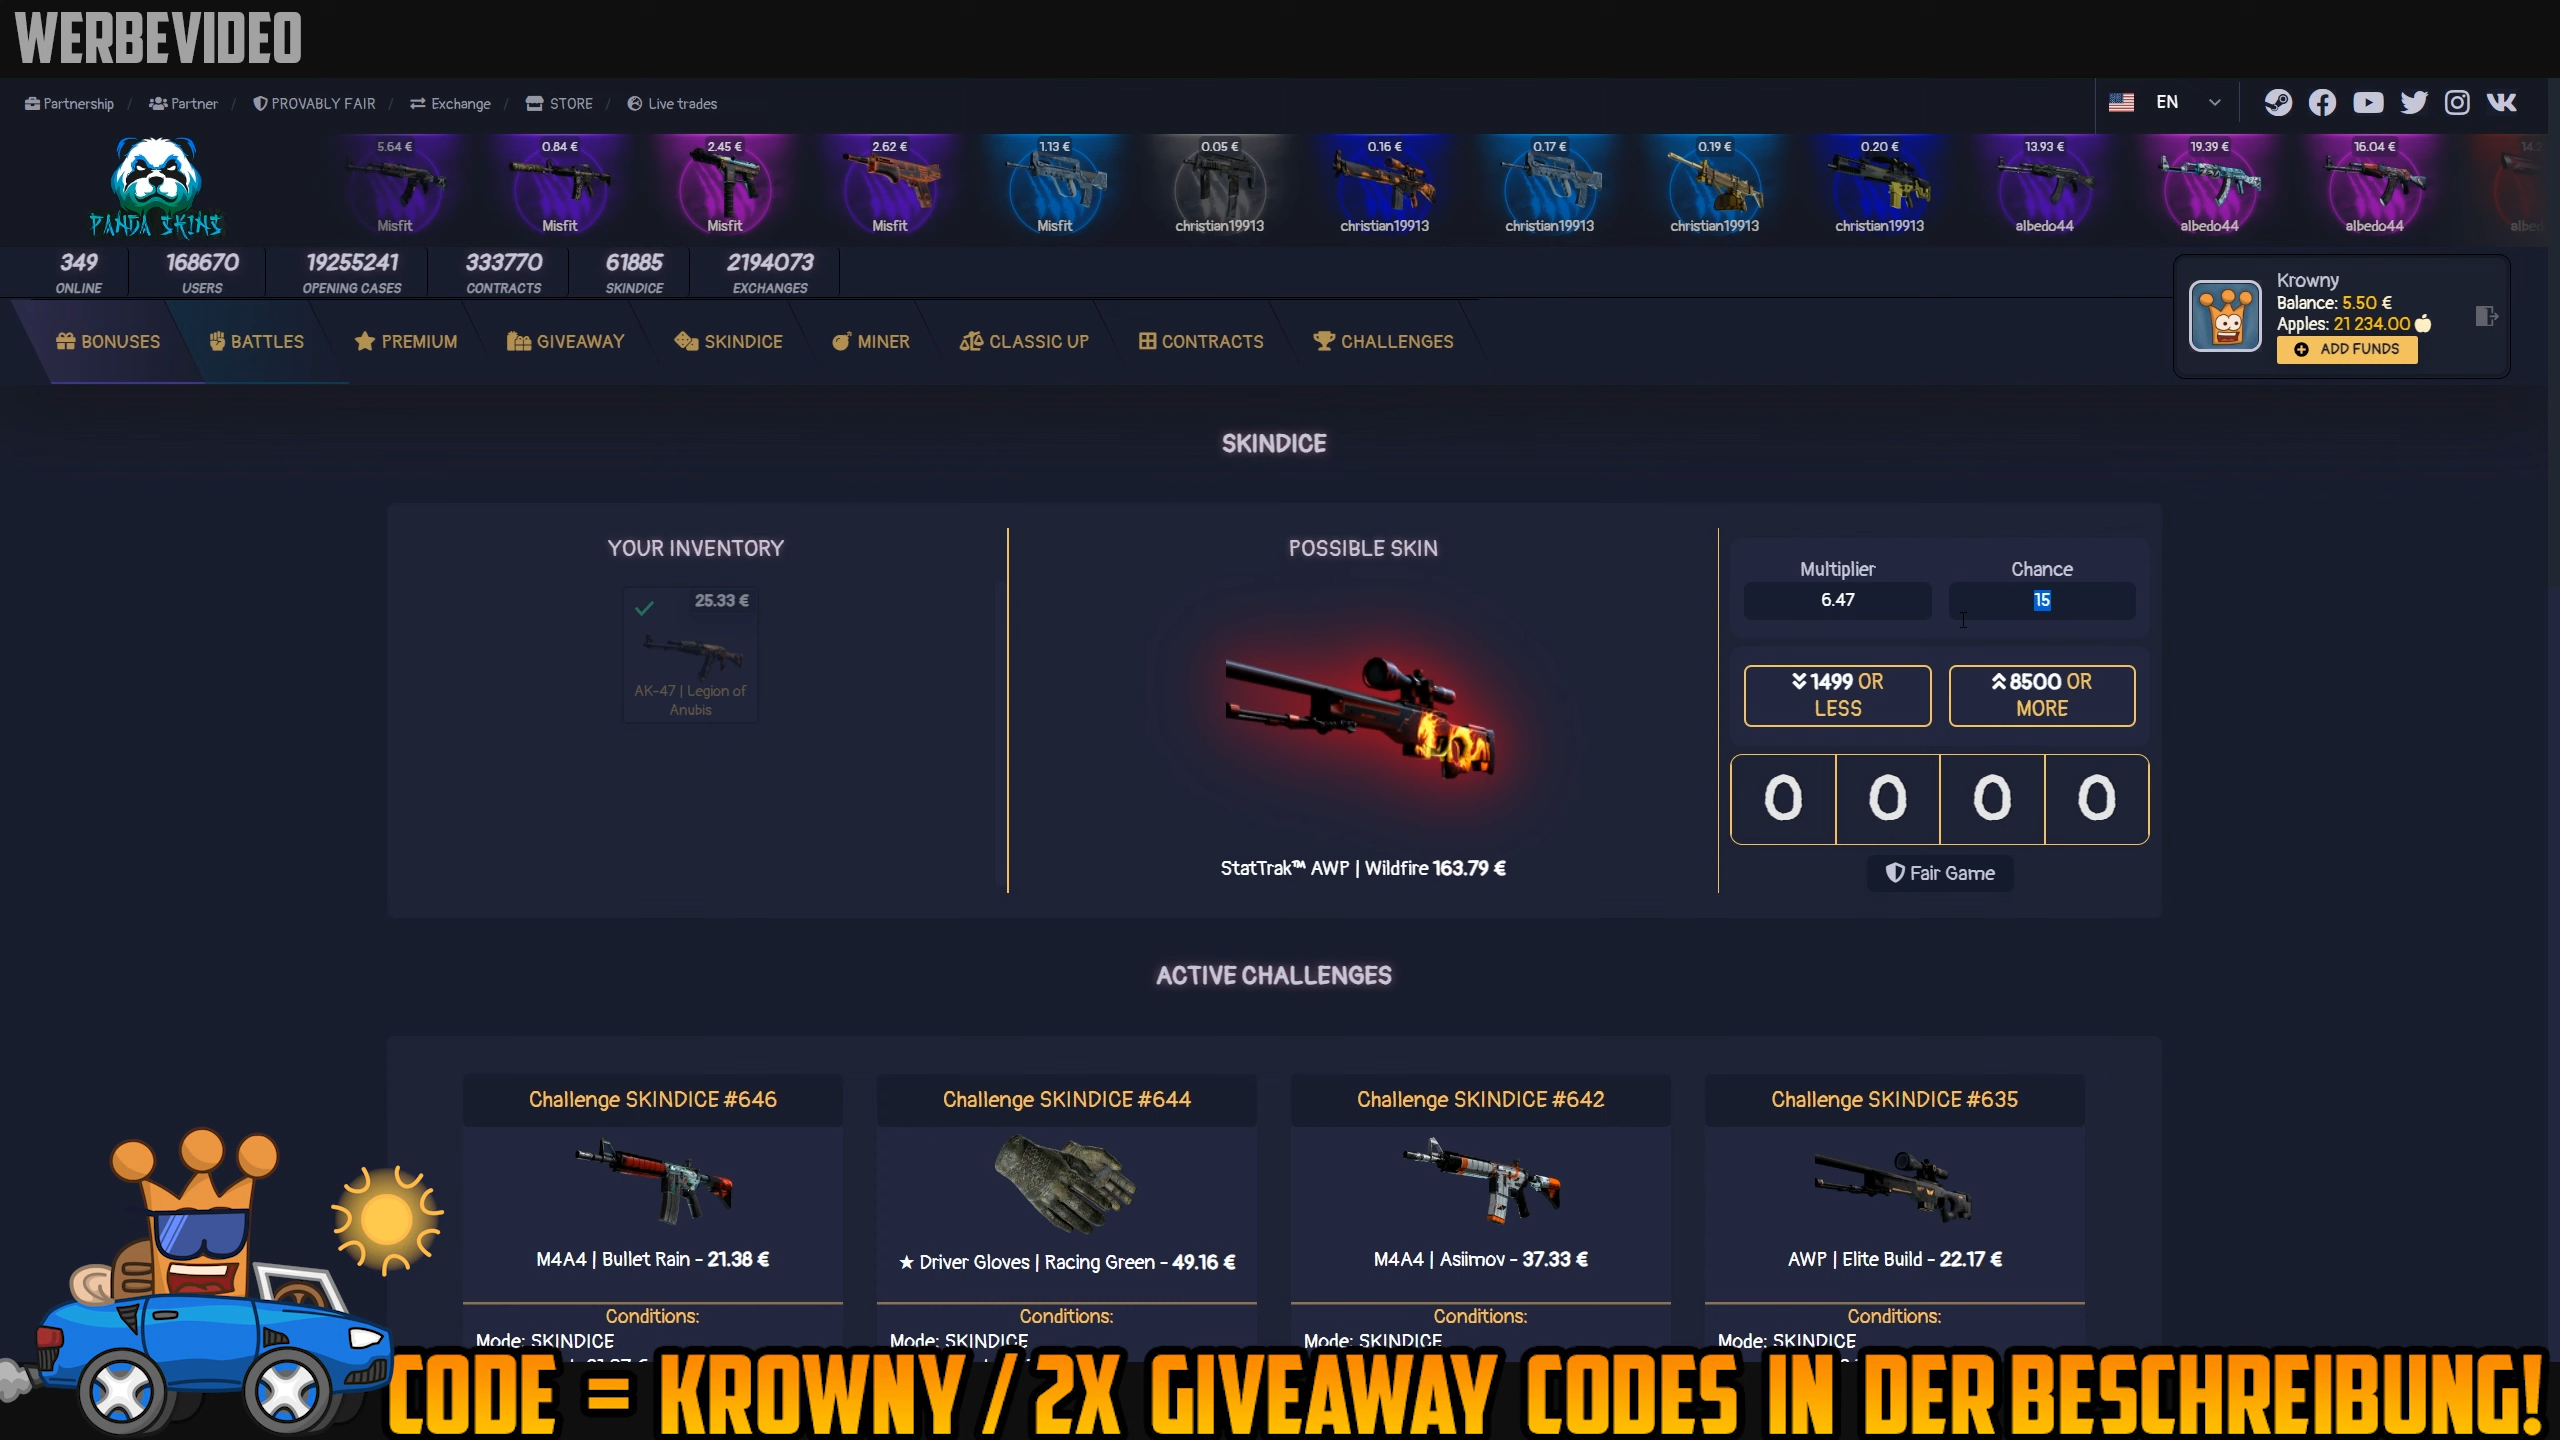 WERBEVIDEO
Partnership / Partner / PROVABLY FAIR / Exchange / STORE / Live trades
EN
PANDA SKINS
5.64 € 0.84 € 2.45 € 2.62 € 1.13 € 0.05 € 0.16 € 0.17 € 0.19 € 0.20 € 13.93 € 19.39 € 16.04 €
Misfit Misfit Misfit Misfit Misfit christian19913 christian19913 christian19913 christian19913 christian19913 albedo44 albedo44 albedo44
349 168670 19255241 333770 61885 2194073
ONLINE USERS OPENING CASES CONTRACTS SKINDICE EXCHANGES
Krowny
Balance: 5.50 €
Apples: 21 234.00
ADD FUNDS
BONUSES BATTLES PREMIUM GIVEAWAY SKINDICE MINER CLASSIC UP CONTRACTS CHALLENGES
SKINDICE
YOUR INVENTORY
25.33 €
AK-47 | Legion of
Anubis
POSSIBLE SKIN
StatTrak™ AWP | Wildfire 163.79 €
Multiplier Chance
6.47 15
1499 OR
LESS
8500 OR
MORE
0 0 0 0
Fair Game
ACTIVE CHALLENGES
Challenge SKINDICE #646 Challenge SKINDICE #644 Challenge SKINDICE #642 Challenge SKINDICE #635
M4A4 | Bullet Rain - 21.38 € ★ Driver Gloves | Racing Green - 49.16 € M4A4 | Asiimov - 37.33 € AWP | Elite Build - 22.17 €
Conditions: Conditions: Conditions: Conditions:
Mode: SKINDICE Mode: SKINDICE Mode: SKINDICE Mode: SKINDICE
CODE = KROWNY / 2X GIVEAWAY CODES IN DER BESCHREIBUNG!